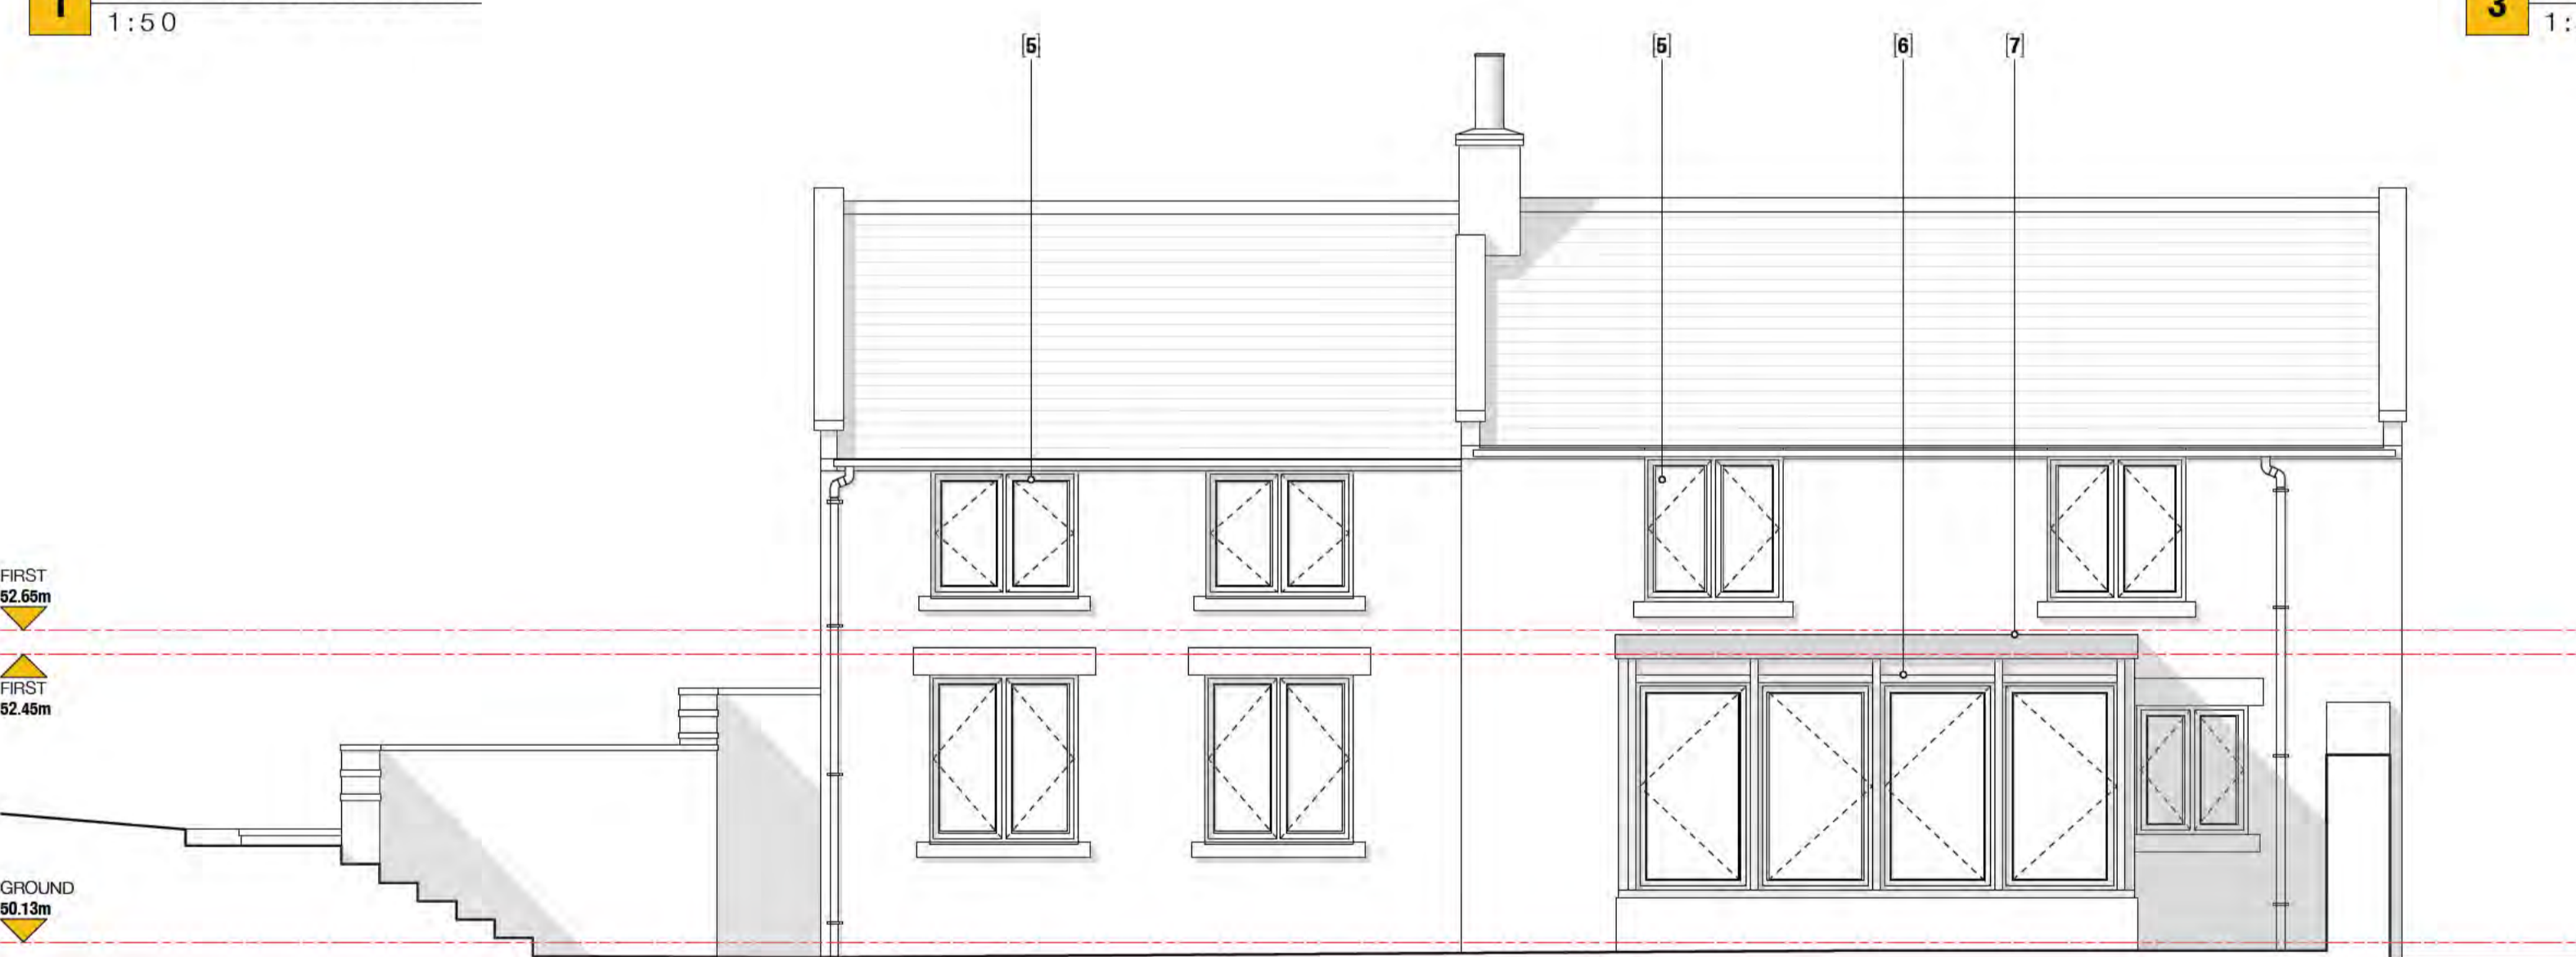 1
1:50
3
1:
[5]
[5]
[6]
[7]
FIRST
52.65m
FIRST
52.45m
GROUND
50.13m